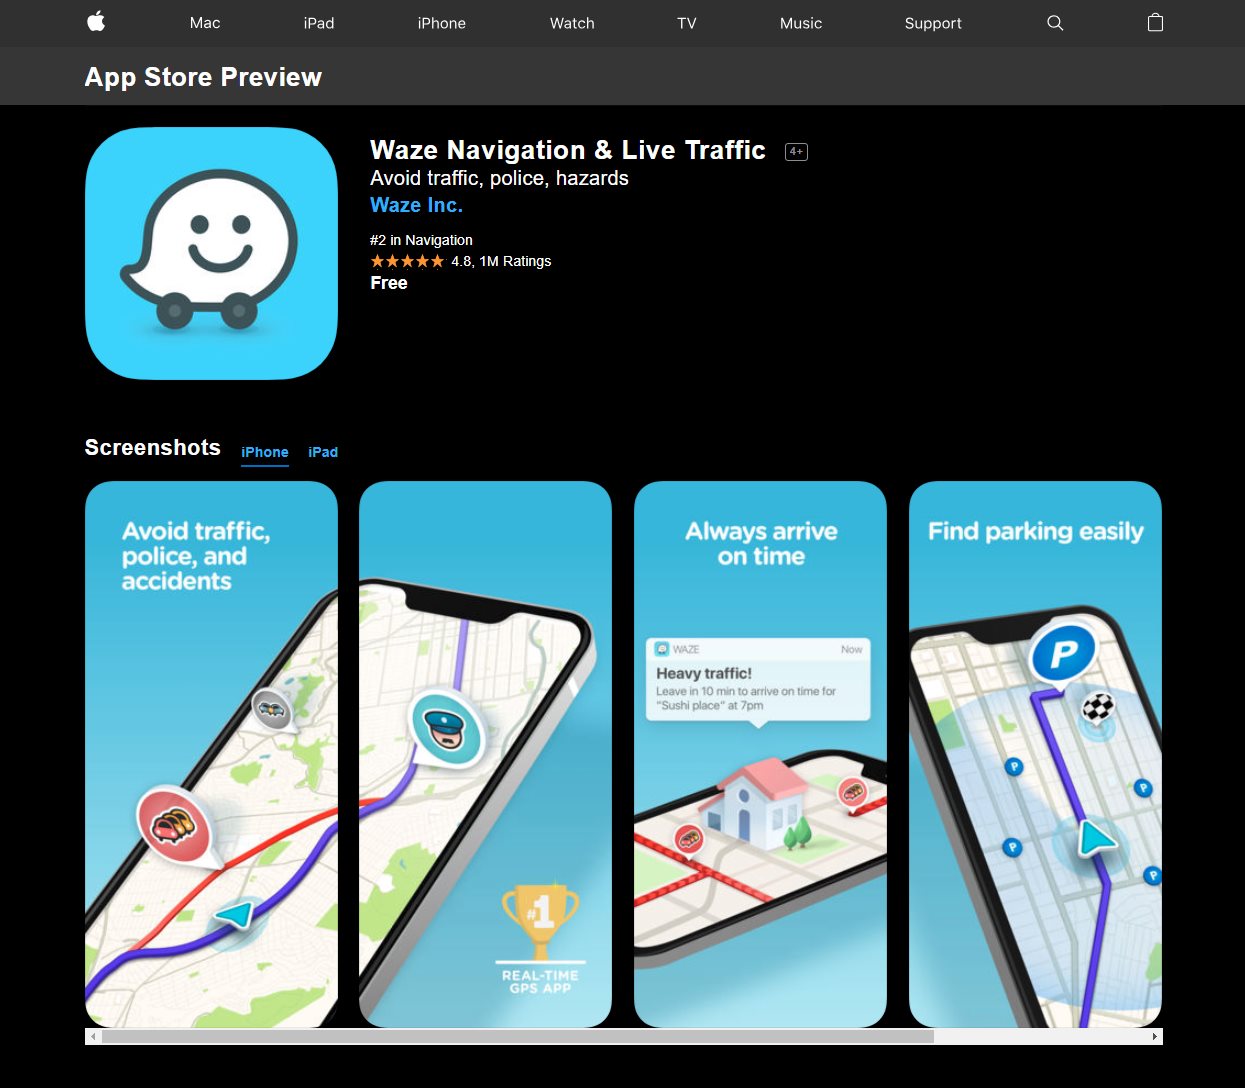 Mac iPad iPhone Watch TV Music Support
App Store Preview
Waze Navigation & Live Traffic 4+
Avoid traffic, police, hazards
Waze Inc.
#2 in Navigation
★★★★★ 4.8, 1M Ratings
Free
Screenshots iPhone iPad
Avoid traffic,
police, and
accidents
#1
REAL-TIME
GPS APP
Always arrive
on time
WAZE Now
Heavy traffic!
Leave in 10 min to arrive on time for
"Sushi place" at 7pm
Find parking easily
P
P
P
P
P